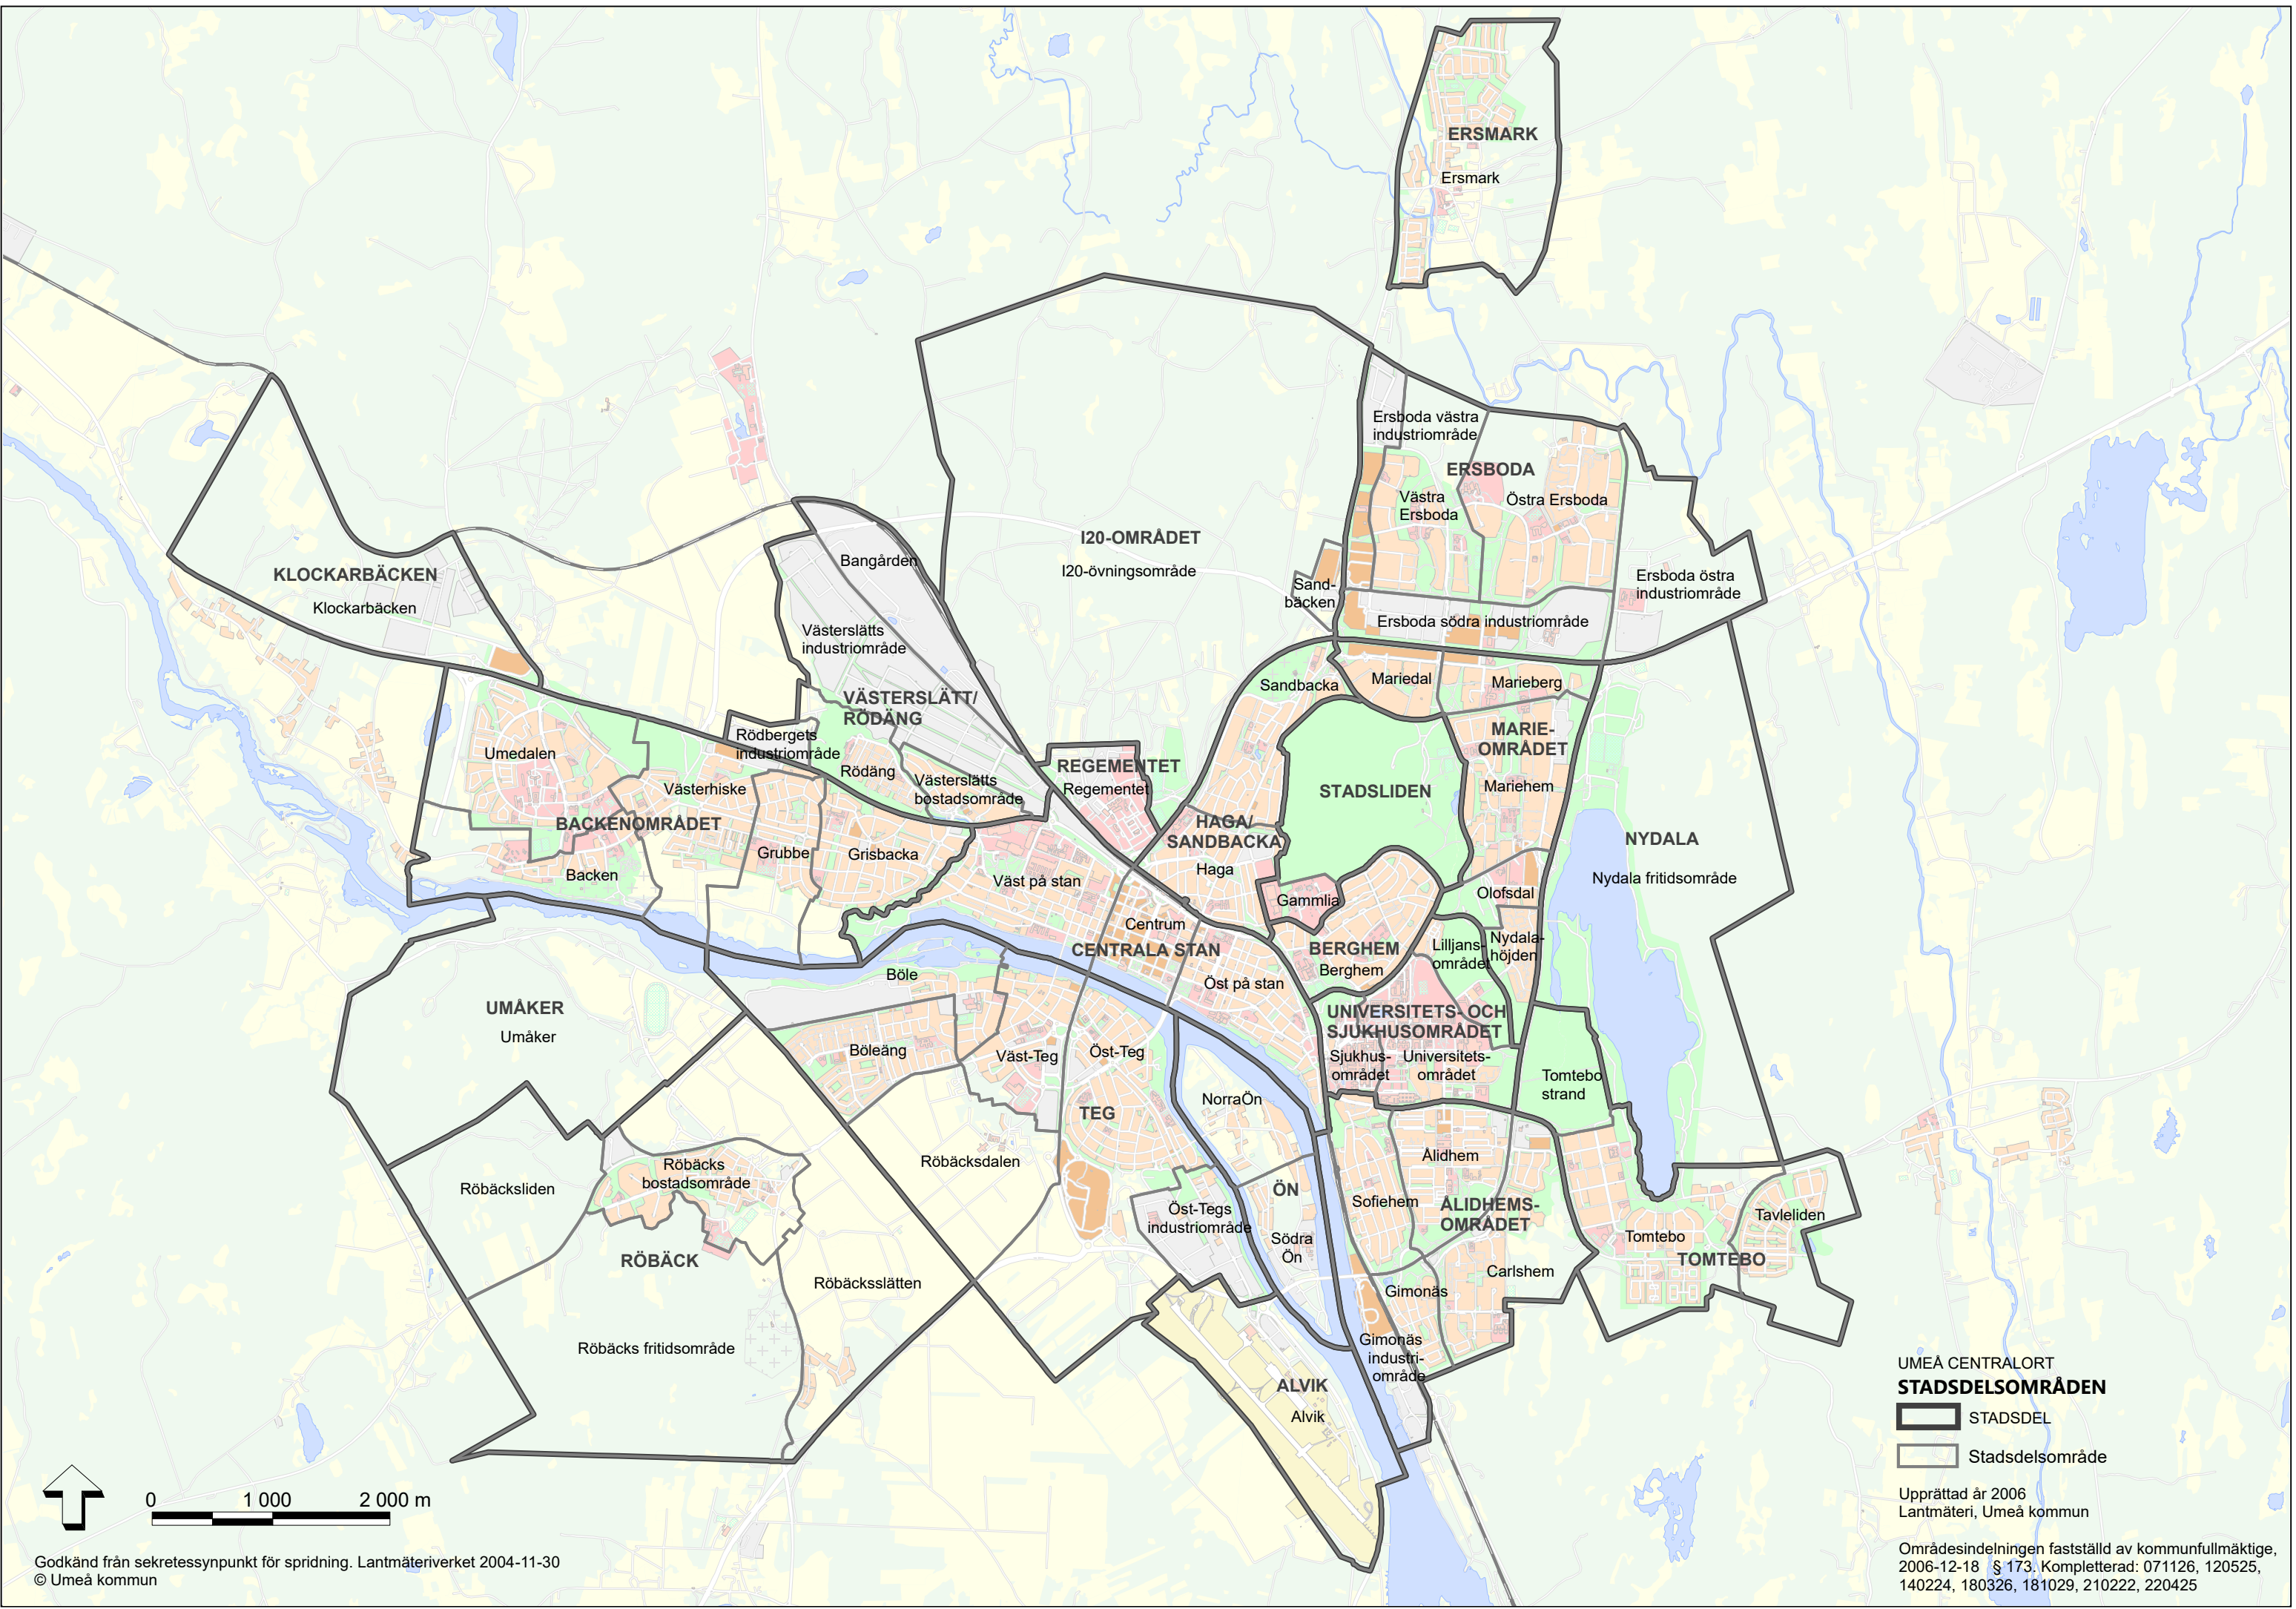 ERSMARK
Ersmark
Ersboda västra
industriområde
ERSBODA
Västra
Ersboda
Östra Ersboda
I20-OMRÅDET
I20-övningsområde
Sand-
bäcken
Ersboda östra
industriområde
Ersboda södra industriområde
Bangården
KLOCKARBÄCKEN
Klockarbäcken
Västerslätts
industriområde
VÄSTERSLÄTT/
RÖDÄNG
Sandbacka
Mariedal
Marieberg
MARIE-
OMRÅDET
Mariehem
Rödbergets
industriområde
Umedalen
Rödäng
Västerslätts
bostadsområde
REGEMENTET
Regementet
STADSLIDEN
Västerhiske
BACKENOMRÅDET
HAGA/
SANDBACKA
Haga
NYDALA
Nydala fritidsområde
Grubbe
Grisbacka
Backen
Väst på stan
Gammlia
Olofsdal
Centrum
CENTRALA STAN
BERGHEM
Berghem
Lilljans-
området
Nydala-
höjden
Böle
Öst på stan
UMÅKER
Umåker
UNIVERSITETS- OCH
SJUKHUSOMRÅDET
Sjukhus-
området
Universitets-
området
Böleäng
Väst-Teg
Öst-Teg
Tomtebo
strand
NorraÖn
TEG
Röbäcksdalen
Ålidhem
Röbäcks
bostadsområde
Röbäcksliden
ÖN
Sofiehem
ÅLIDHEMS-
OMRÅDET
Öst-Tegs
industriområde
Tavleliden
Södra
Ön
Tomtebo
TOMTEBO
RÖBÄCK
Röbäcksslätten
Carlshem
Gimonäs
Röbäcks fritidsområde
Gimonäs
industri-
område
ALVIK
Alvik
UMEÅ CENTRALORT
STADSDELSOMRÅDEN
STADSDEL
Stadsdelsområde
Upprättad år 2006
Lantmäteri, Umeå kommun
Områdesindelningen fastställd av kommunfullmäktige,
2006-12-18 § 173. Kompletterad: 071126, 120525,
140224, 180326, 181029, 210222, 220425
0 1 000 2 000 m
Godkänd från sekretessynpunkt för spridning. Lantmäteriverket 2004-11-30
© Umeå kommun